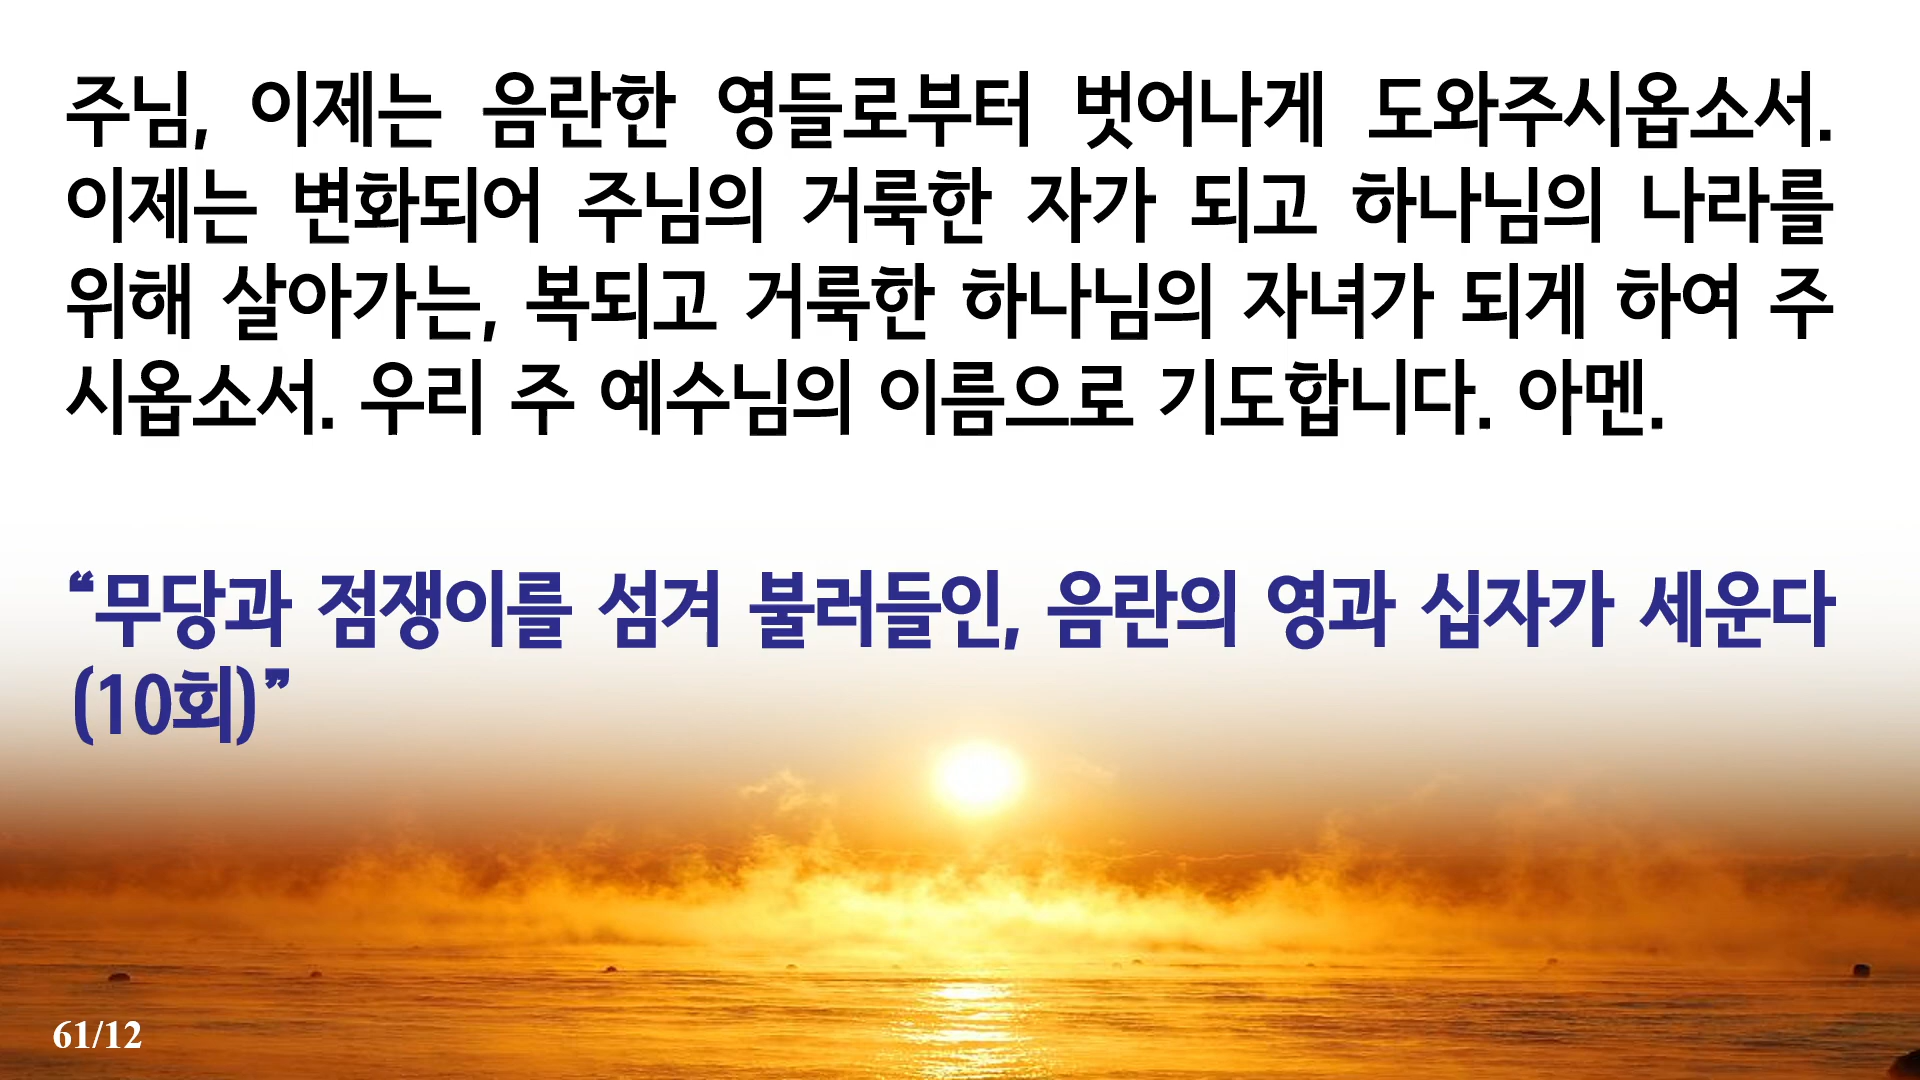 주님, 이제는 음란한 영들로부터 벗어나게 도와주시옵소서.
이제는 변화되어 주님의 거룩한 자가 되고 하나님의 나라를
위해 살아가는, 복되고 거룩한 하나님의 자녀가 되게 하여 주
시옵소서. 우리 주 예수님의 이름으로 기도합니다. 아멘.
“무당과 점쟁이를 섬겨 불러들인, 음란의 영과 십자가 세운다
(10회)”
61/12